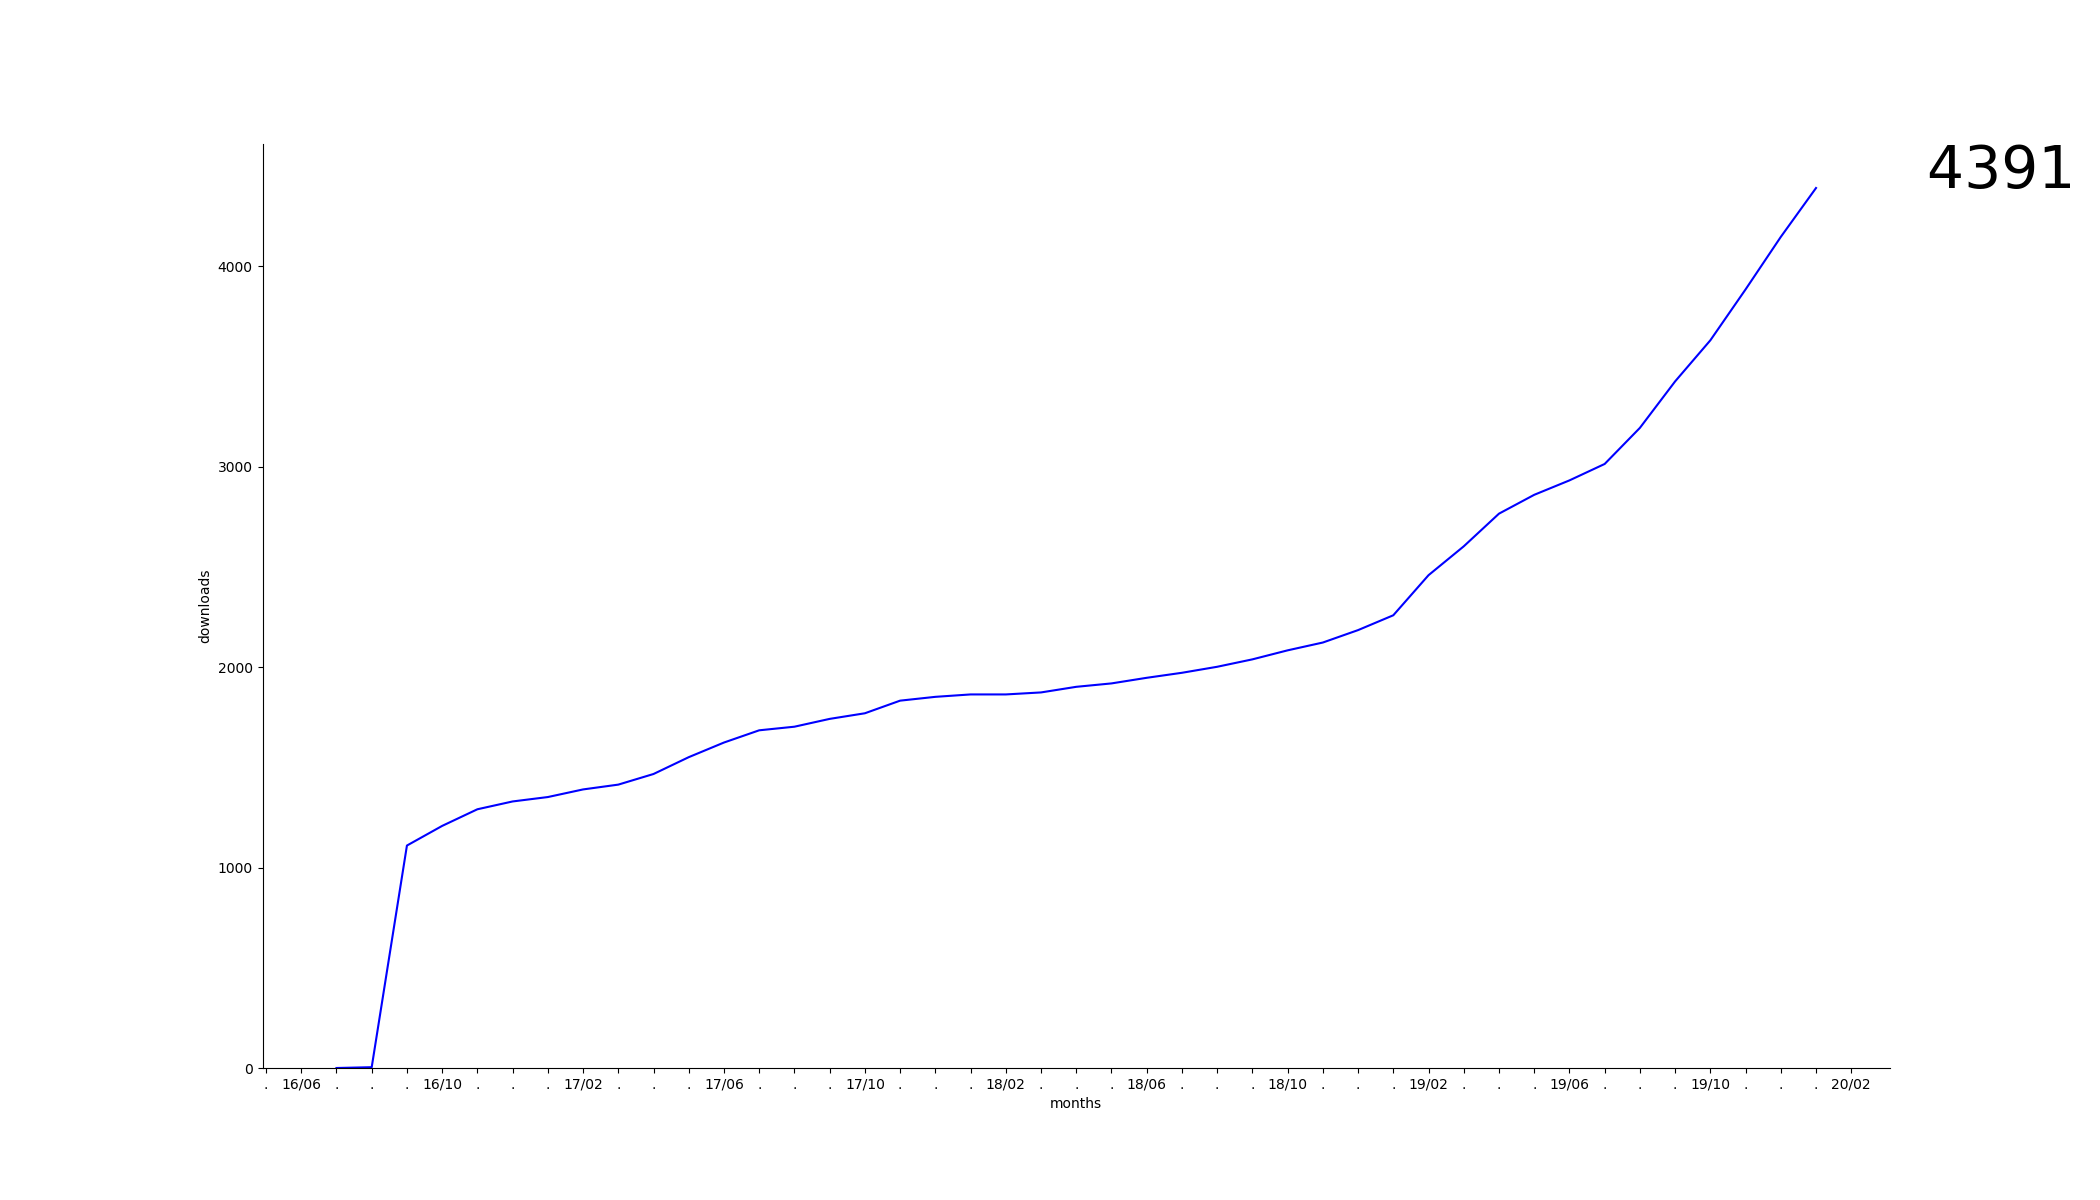 4391
4000
3000
2000
1000
0
downloads
. 16/06 . . . 16/10 . . . 17/02 . . . 17/06 . . . 17/10 . . . 18/02 . . . 18/06 . . . 18/10 . . . 19/02 . . . 19/06 . . . 19/10 . . . 20/02
months